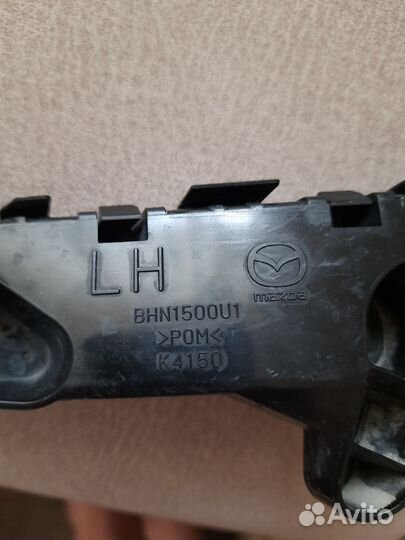 LH
mazda
BHN1500U1
>POM<
K4150
Avito